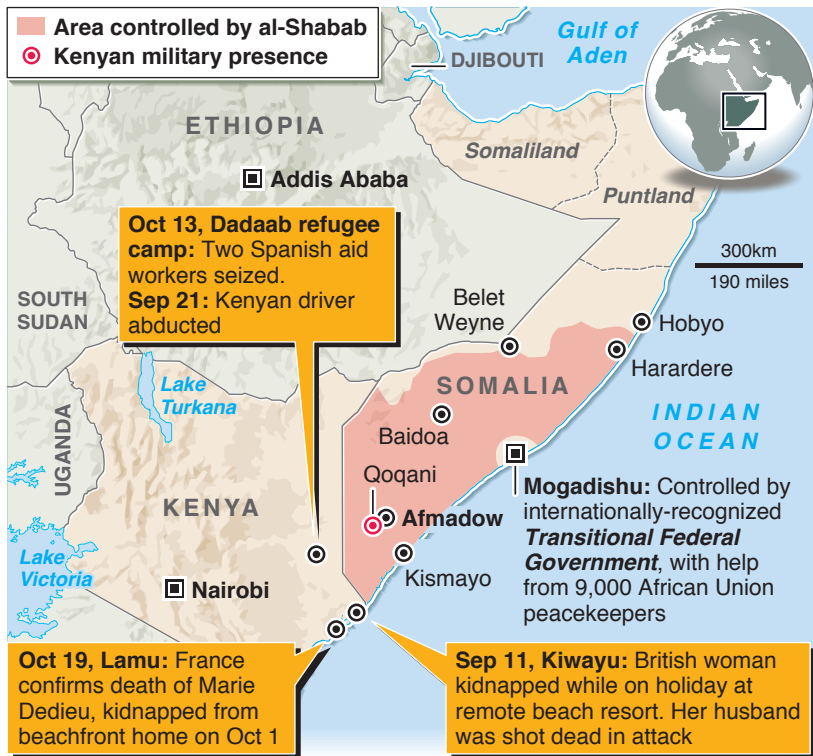 Area controlled by al-Shabab
Kenyan military presence
DJIBOUTI
Gulf of
Aden
ETHIOPIA
Addis Ababa
Somaliland
Puntland
Oct 13, Dadaab refugee
camp: Two Spanish aid
workers seized.
Sep 21: Kenyan driver
abducted
300km
190 miles
SOUTH
SUDAN
Belet
Weyne
Hobyo
Harardere
Lake
Turkana
SOMALIA
UGANDA
Baidoa
INDIAN
OCEAN
Qoqani
KENYA
Afmadow
Mogadishu: Controlled by
internationally-recognized
Transitional Federal
Government, with help
from 9,000 African Union
peacekeepers
Lake
Victoria
Nairobi
Kismayo
Oct 19, Lamu: France
confirms death of Marie
Dedieu, kidnapped from
beachfront home on Oct 1
Sep 11, Kiwayu: British woman
kidnapped while on holiday at
remote beach resort. Her husband
was shot dead in attack